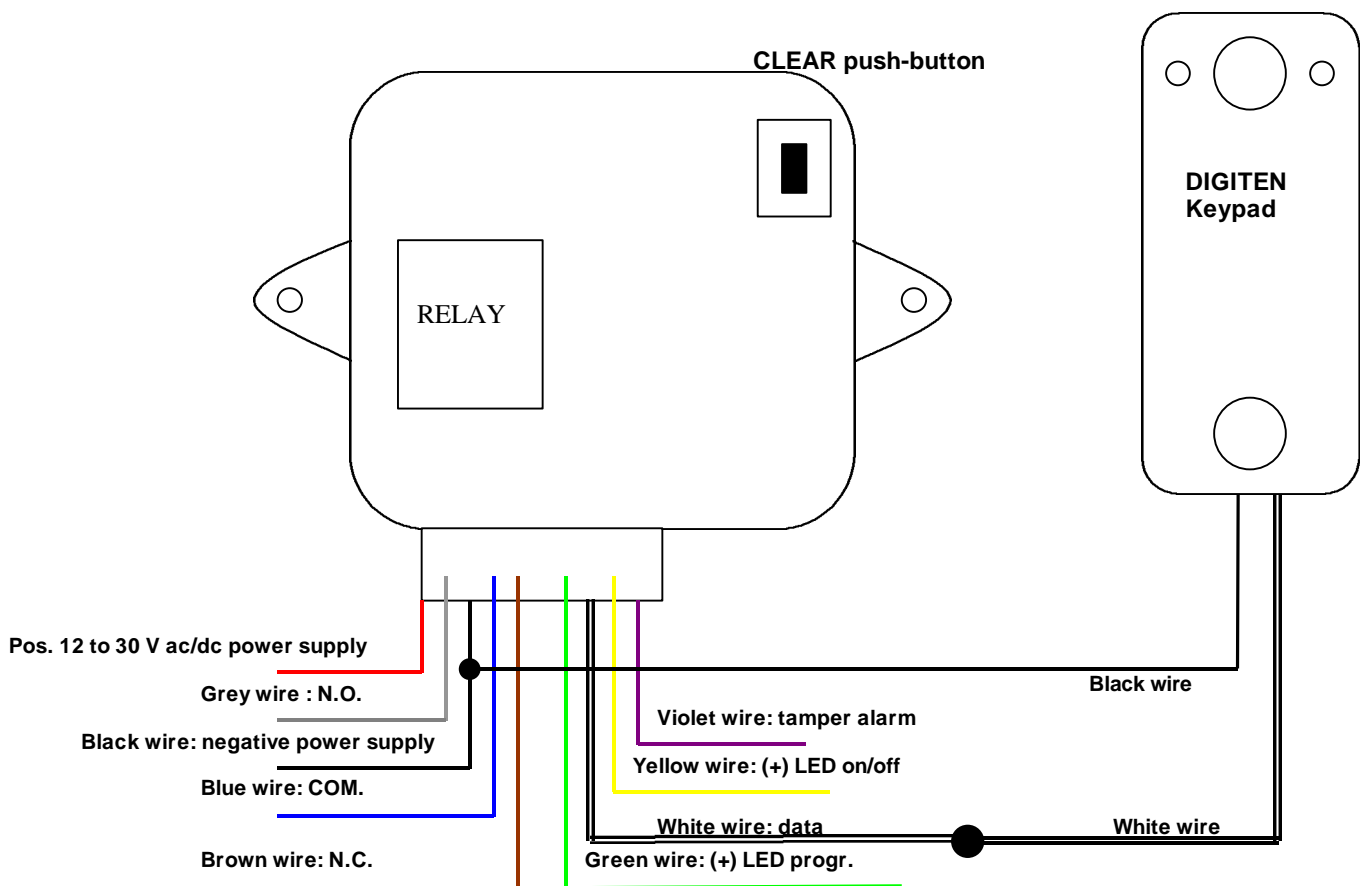 CLEAR push-button
DIGITEN
Keypad
RELAY
Pos. 12 to 30 V ac/dc power supply
Grey wire : N.O.
Black wire
Violet wire: tamper alarm
Black wire: negative power supply
Yellow wire: (+) LED on/off
Blue wire: COM.
White wire: data
White wire
Brown wire: N.C.
Green wire: (+) LED progr.